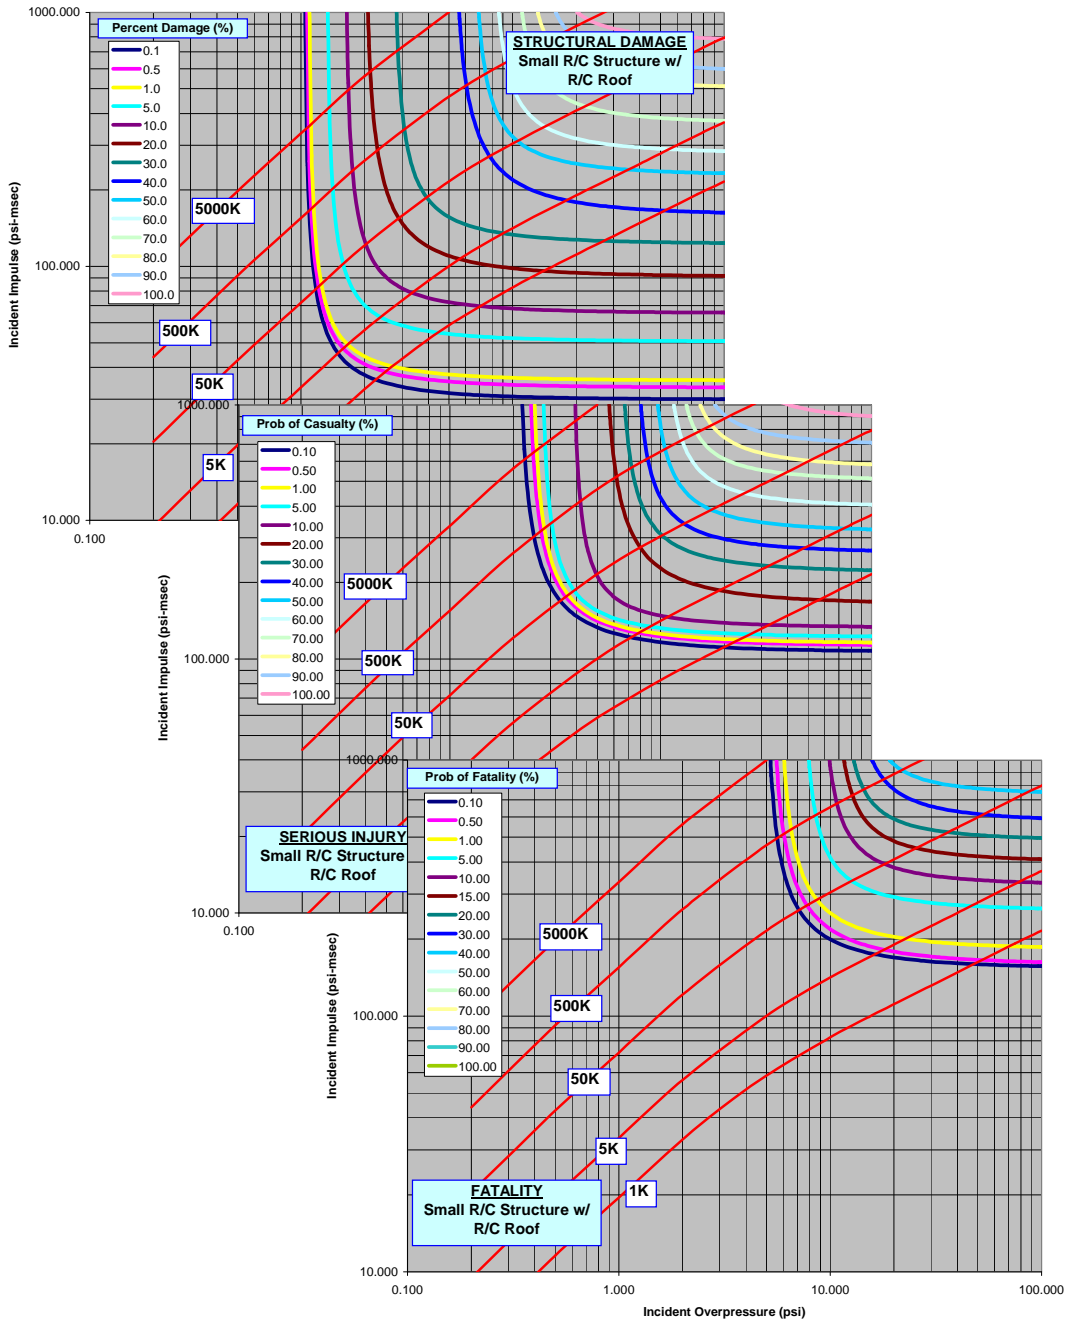 1000.000
Percent Damage (%)
0.1
0.5
1.0
5.0
10.0
20.0
30.0
40.0
50.0
60.0
70.0
80.0
90.0
100.0
STRUCTURAL DAMAGE
Small R/C Structure w/
R/C Roof
5000K
500K
50K
5K
100.000
10.000
0.100
Incident Impulse (psi-msec)
1000.000
Prob of Casualty (%)
0.10
0.50
1.00
5.00
10.00
20.00
30.00
40.00
50.00
60.00
70.00
80.00
90.00
100.00
5000K
500K
50K
100.000
SERIOUS INJURY
Small R/C Structure
R/C Roof
10.000
0.100
Incident Impulse (psi-msec)
1000.000
Prob of Fatality (%)
0.10
0.50
1.00
5.00
10.00
15.00
20.00
30.00
40.00
50.00
60.00
70.00
80.00
90.00
100.00
5000K
500K
50K
5K
1K
100.000
FATALITY
Small R/C Structure w/
R/C Roof
10.000
0.100
1.000
10.000
100.000
Incident Impulse (psi-msec)
Incident Overpressure (psi)